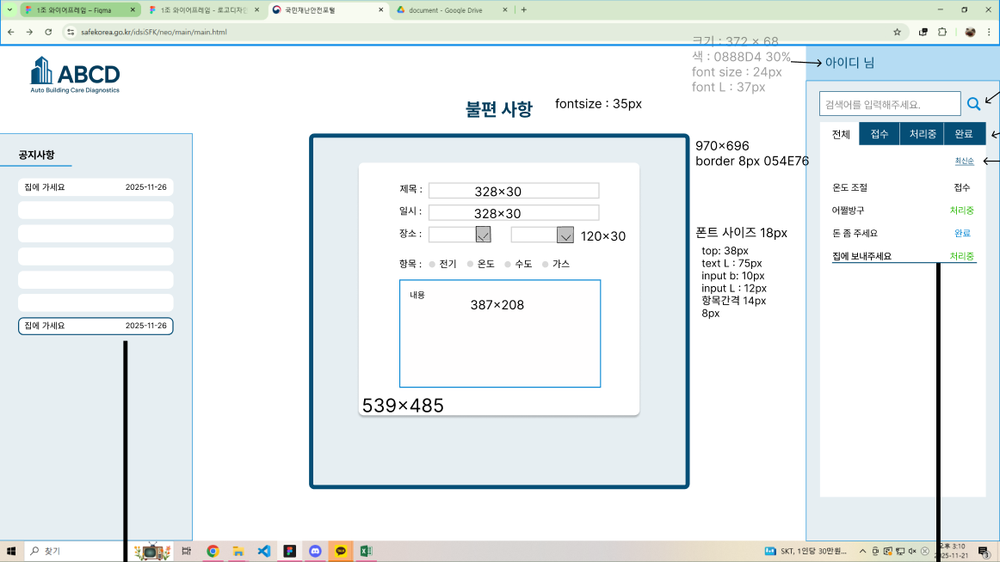 1조 와이어프레임 – Figma
1조 와이어프레임 - 로고디자인
국민재난안전포털
document - Google Drive
safekorea.go.kr/idsiSFK/neo/main/main.html
크기 : 372 × 68
색 : 0888D4 30%
font size : 24px
font L : 37px
아이디 님
ABCD
Auto Building Care Diagnostics
불편 사항
fontsize : 35px
검색어를 입력해주세요.
전체
접수
처리중
완료
최신순
공지사항
집에 가세요
2025-11-26
집에 가세요
2025-11-26
970×696
border 8px 054E76
제목 :
328×30
일시 :
328×30
장소 :
120×30
항목 :
전기
온도
수도
가스
내용
387×208
539×485
폰트 사이즈 18px
top: 38px
text L : 75px
input b: 10px
input L : 12px
항목간격 14px
8px
온도 조절
접수
어쩔방구
처리중
돈 좀 주세요
완료
집에 보내주세요
처리중
찾기
SKT, 1인당 30만원...
오후 3:10
3